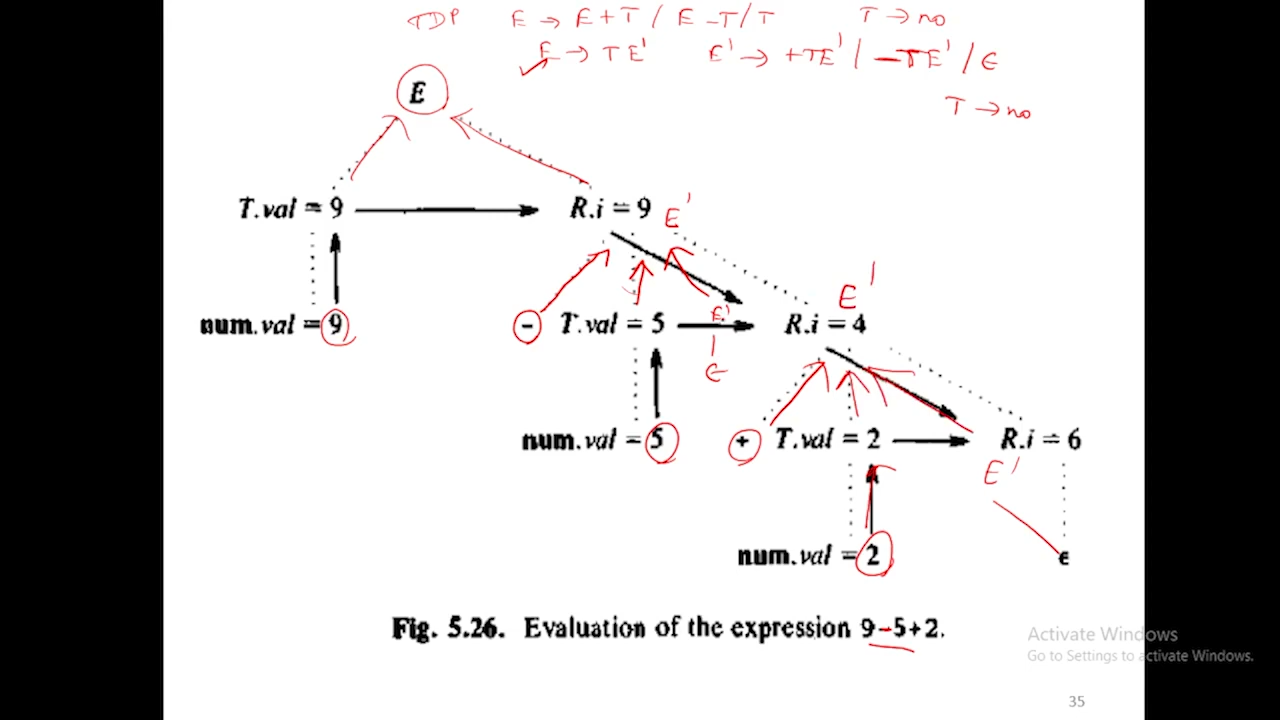 TDP E → E+T / E -T/T T → no
E → TE' E' → +TE' / -TE' / ϵ
T → no
E
T.val = 9 R.i = 9 E'
E'
num.val = 9 - T.val = 5 E' R.i = 4
ϵ
num.val = 5 + T.val = 2 R.i = 6
E'
num.val = 2 ϵ
Fig. 5.26. Evaluation of the expression 9-5+2.
Activate Windows
Go to Settings to activate Windows.
35